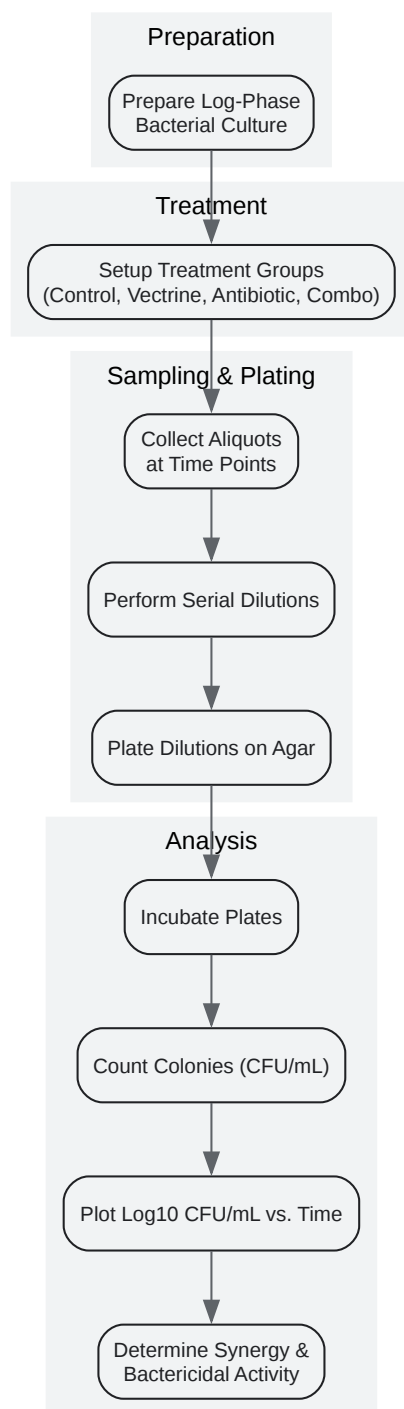 Preparation
Prepare Log-Phase
Bacterial Culture
Treatment
Setup Treatment Groups
(Control, Vectrine, Antibiotic, Combo)
Sampling & Plating
Collect Aliquots
at Time Points
Perform Serial Dilutions
Plate Dilutions on Agar
Analysis
Incubate Plates
Count Colonies (CFU/mL)
Plot Log10 CFU/mL vs. Time
Determine Synergy &
Bactericidal Activity